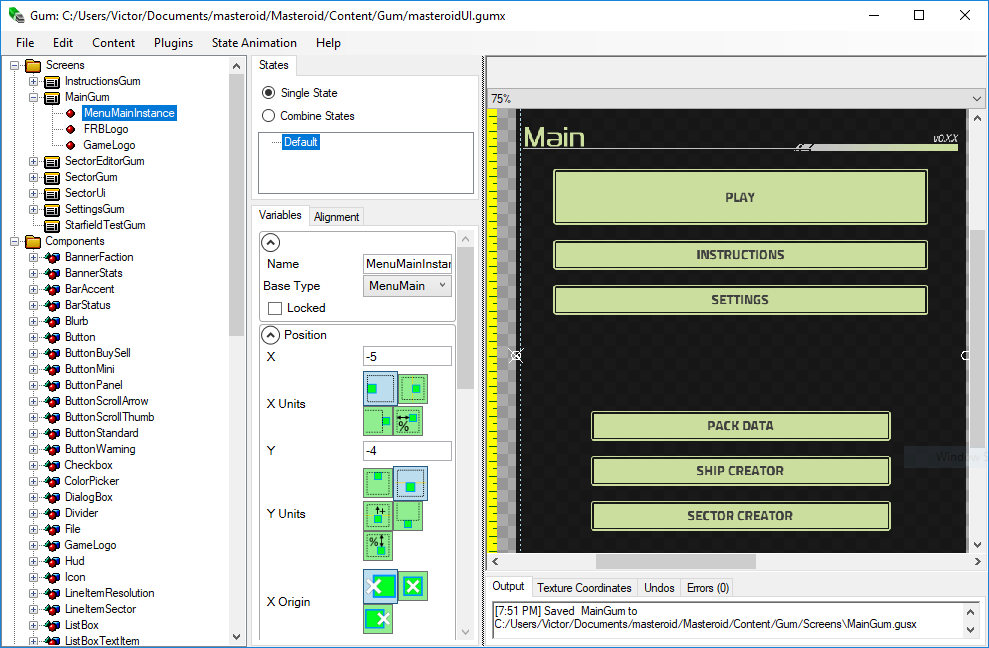 Gum: C:/Users/Victor/Documents/masteroid/Masteroid/Content/Gum/masteroidUI.gumx
File Edit Content Plugins State Animation Help
Screens
InstructionsGum
MainGum
MenuMainInstance
FRBLogo
GameLogo
SectorEditorGum
SectorGum
SectorUi
SettingsGum
StarfieldTestGum
Components
BannerFaction
BannerStats
BarAccent
BarStatus
Blurb
Button
ButtonBuySell
ButtonMini
ButtonPanel
ButtonScrollArrow
ButtonScrollThumb
ButtonStandard
ButtonWarning
Checkbox
ColorPicker
DialogBox
Divider
File
GameLogo
Hud
Icon
LineItemResolution
LineItemSector
ListBox
ListBoxTextItem
States
Single State
Combine States
Default
Variables Alignment
Name MenuMainInstan
Base Type MenuMain
Locked
Position
X -5
X Units
%
Y -4
Y Units
%
X Origin
75%
Main v0.XX
PLAY
INSTRUCTIONS
SETTINGS
PACK DATA
SHIP CREATOR
SECTOR CREATOR
Window S
Output Texture Coordinates Undos Errors (0)
[7:51 PM] Saved MainGum to
C:/Users/Victor/Documents/masteroid/Masteroid/Content/Gum/Screens\MainGum.gusx